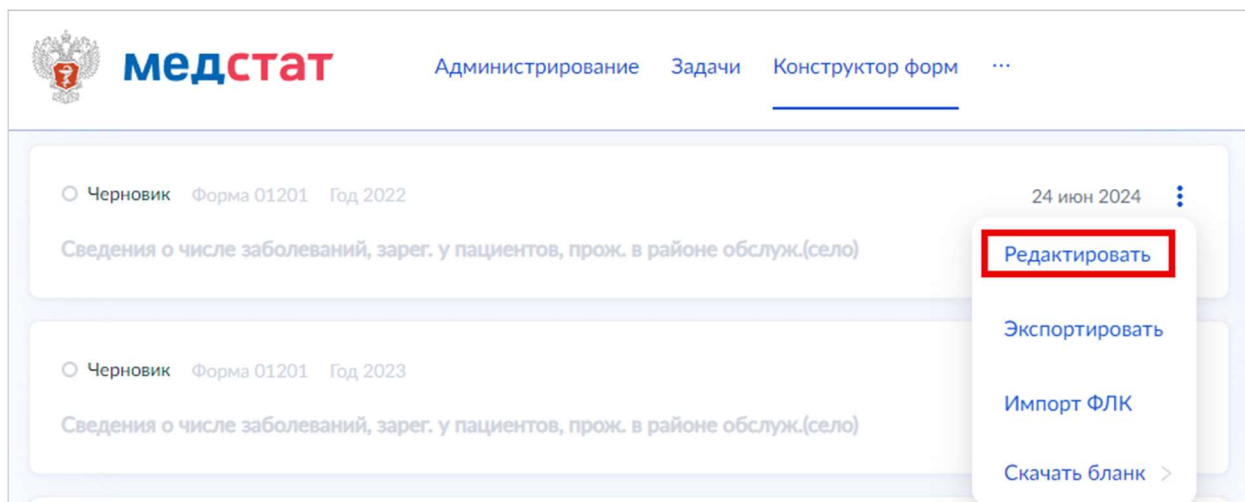 медстат Администрирование Задачи Конструктор форм ...
Черновик Форма 01201 Год 2022 24 июн 2024
Сведения о числе заболеваний, зарег. у пациентов, прож. в районе обслуж.(село)
Редактировать
Экспортировать
Черновик Форма 01201 Год 2023
Импорт ФЛК
Сведения о числе заболеваний, зарег. у пациентов, прож. в районе обслуж.(село)
Скачать бланк >